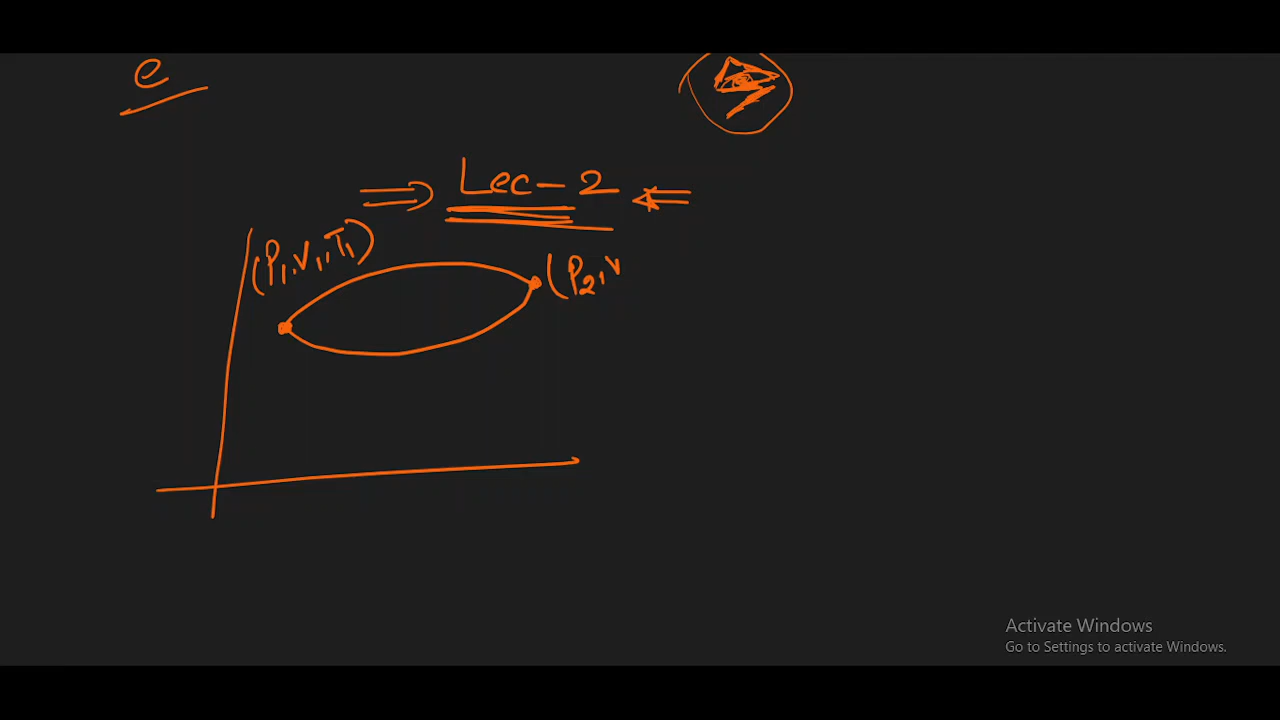 e
⇒ Lec-2 ⇐
(P₁,V₁,T₁)
(P₂,V
Activate Windows
Go to Settings to activate Windows.